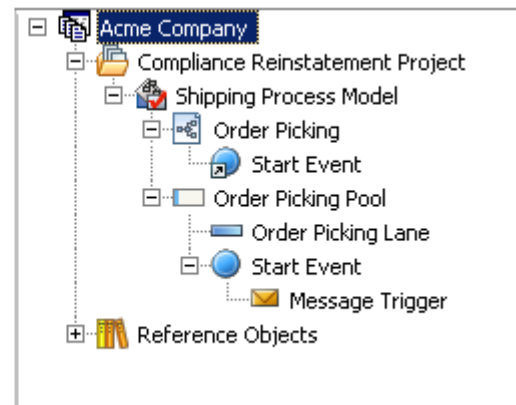 Acme Company
Compliance Reinstatement Project
Shipping Process Model
Order Picking
Start Event
Order Picking Pool
Order Picking Lane
Start Event
Message Trigger
Reference Objects